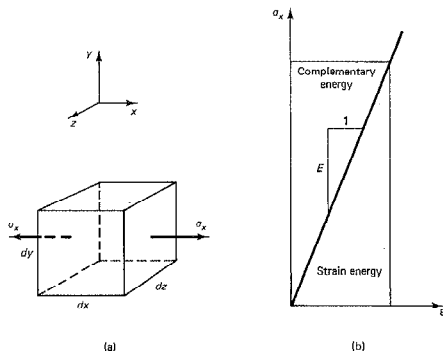 Y
x
z
σx
σx
dy
dx
dz
(a)
σx
Complementary
energy
1
E
Strain energy
ε
(b)